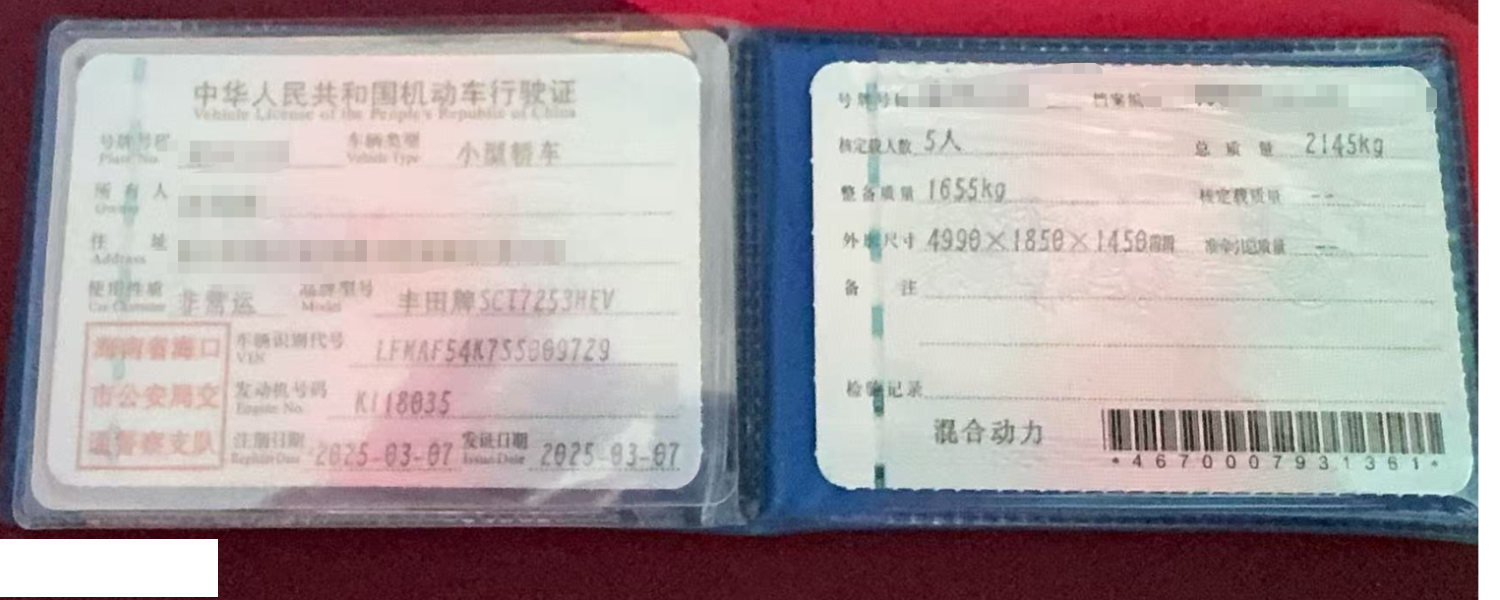 中华人民共和国机动车行驶证
Vehicle License of the People's Republic of China
号牌号码 车辆类型 小型轿车
Plate No. Vehicle Type
所有人
Owner
住址
Address
使用性质 非营运 品牌型号 丰田牌SCT7253HEV
Use Character Model
海南省海口
市公安局交
通警察支队
车辆识别代号
VIN
发动机号码 K118035
Engine No.
注册日期 2025-03-07 发证日期 2025-03-07
Register Date Issue Date
号牌号码
核定载人数 5人 总质量 2145kg
整备质量 1655kg 核定载质量 --
外廓尺寸 4990×1850×1450mm 准牵引总质量 --
备注
检验记录
混合动力
*4670007931361*